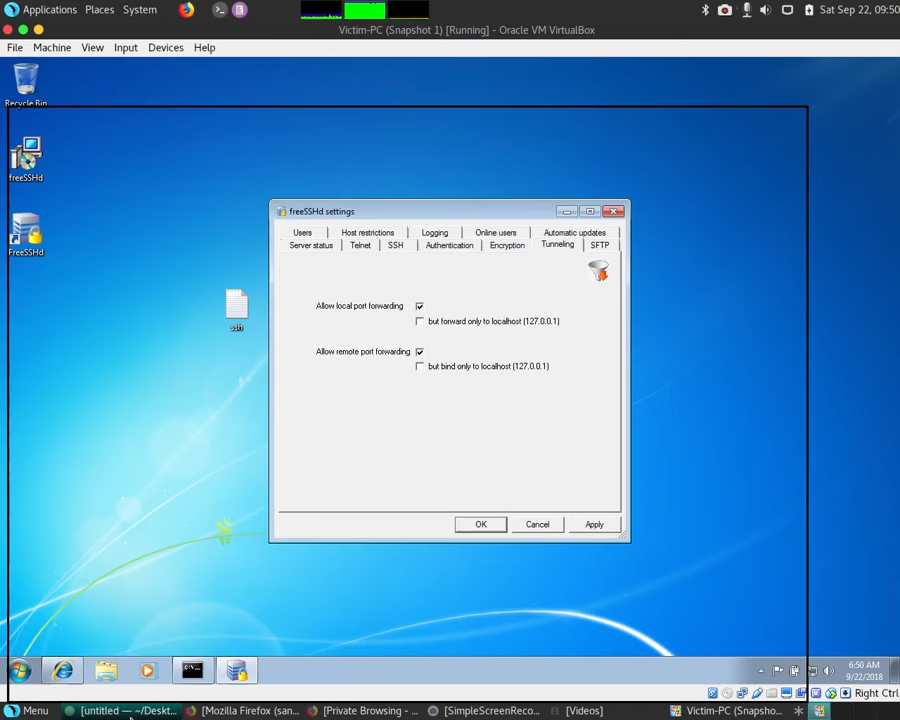 Applications Places System
Sat Sep 22, 09:50
Victim-PC (Snapshot 1) [Running] - Oracle VM VirtualBox
File Machine View Input Devices Help
Recycle Bin
freeSSHd
FreeSSHd
ssh
freeSSHd settings
Users Host restrictions Logging Online users Automatic updates
Server status Telnet SSH Authentication Encryption Tunneling SFTP
Allow local port forwarding
but forward only to localhost (127.0.0.1)
Allow remote port forwarding
but bind only to localhost (127.0.0.1)
OK Cancel Apply
6:50 AM
9/22/2018
Right Ctrl
Menu [untitled — ~/Deskt... [Mozilla Firefox (san... [Private Browsing - ... [SimpleScreenReco... [Videos] Victim-PC (Snapsho...